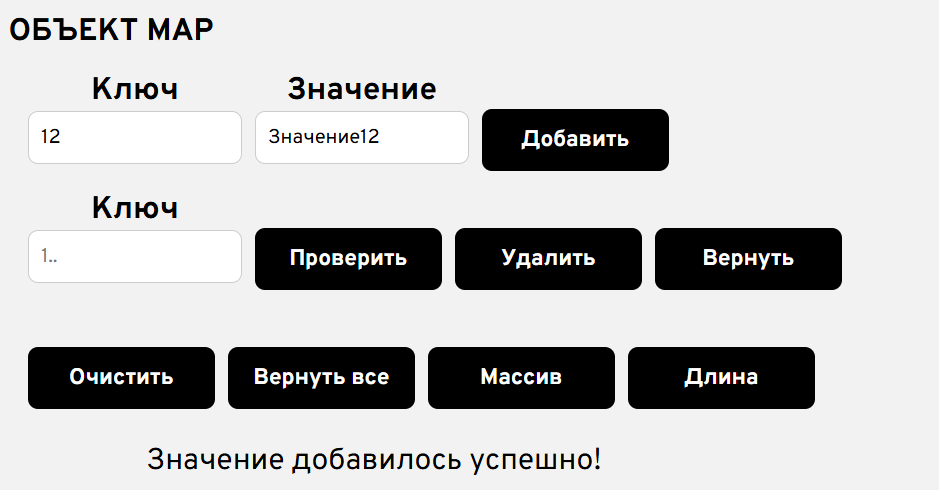 ОБЪЕКТ MAP
Ключ Значение
12 Значение12 Добавить
Ключ
1.. Проверить Удалить Вернуть
Очистить Вернуть все Массив Длина
Значение добавилось успешно!